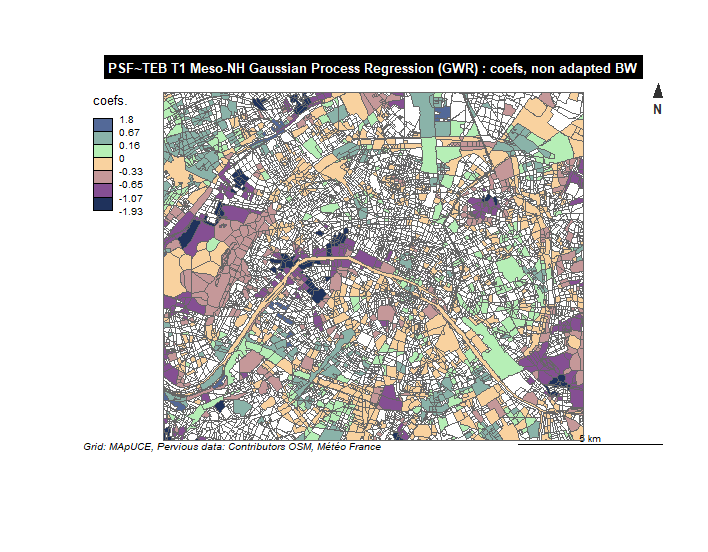 PSF~TEB T1 Meso-NH Gaussian Process Regression (GWR) : coefs, non adapted BW
N
coefs.
1.8
0.67
0.16
0
-0.33
-0.65
-1.07
-1.93
5 km
Grid: MApUCE, Pervious data: Contributors OSM, Météo France